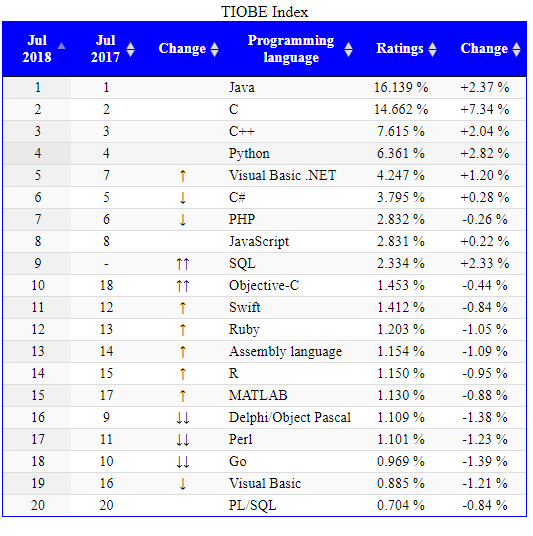 TIOBE Index
Jul 2018 Jul 2017 Change Programming language Ratings Change
1 1 Java 16.139 % +2.37 %
2 2 C 14.662 % +7.34 %
3 3 C++ 7.615 % +2.04 %
4 4 Python 6.361 % +2.82 %
5 7 ↑ Visual Basic .NET 4.247 % +1.20 %
6 5 ↓ C# 3.795 % +0.28 %
7 6 ↓ PHP 2.832 % -0.26 %
8 8 JavaScript 2.831 % +0.22 %
9 - ↑↑ SQL 2.334 % +2.33 %
10 18 ↑↑ Objective-C 1.453 % -0.44 %
11 12 ↑ Swift 1.412 % -0.84 %
12 13 ↑ Ruby 1.203 % -1.05 %
13 14 ↑ Assembly language 1.154 % -1.09 %
14 15 ↑ R 1.150 % -0.95 %
15 17 ↑ MATLAB 1.130 % -0.88 %
16 9 ↓↓ Delphi/Object Pascal 1.109 % -1.38 %
17 11 ↓↓ Perl 1.101 % -1.23 %
18 10 ↓↓ Go 0.969 % -1.39 %
19 16 ↓ Visual Basic 0.885 % -1.21 %
20 20 PL/SQL 0.704 % -0.84 %